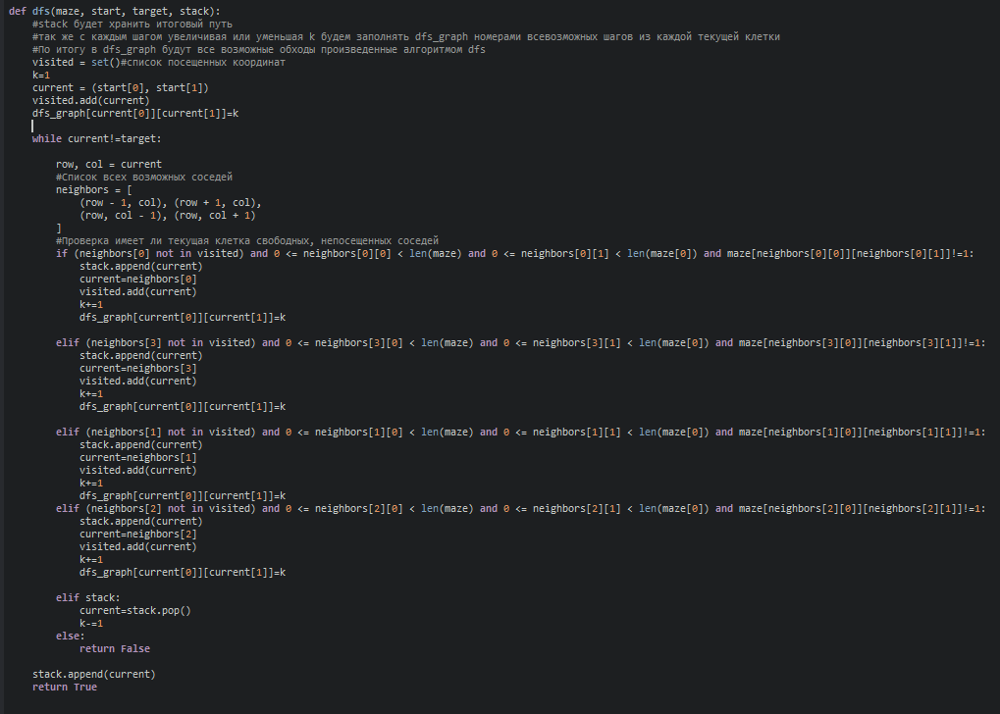 def dfs(maze, start, target, stack):
    #stack будет хранить итоговый путь
    #так же с каждым шагом увеличивая или уменьшая k будем заполнять dfs_graph номерами всевозможных шагов из каждой текущей клетки
    #По итогу в dfs_graph будут все возможные обходы произведенные алгоритмом dfs
    visited = set()#список посещенных координат
    k=1
    current = (start[0], start[1])
    visited.add(current)
    dfs_graph[current[0]][current[1]]=k
    while current!=target:
        row, col = current
        #Список всех возможных соседей
        neighbors = [
            (row - 1, col), (row + 1, col),
            (row, col - 1), (row, col + 1)
        ]
        #Проверка имеет ли текущая клетка свободных, непосещенных соседей
        if (neighbors[0] not in visited) and 0 <= neighbors[0][0] < len(maze) and 0 <= neighbors[0][1] < len(maze[0]) and maze[neighbors[0][0]][neighbors[0][1]]!=1:
            stack.append(current)
            current=neighbors[0]
            visited.add(current)
            k+=1
            dfs_graph[current[0]][current[1]]=k
        elif (neighbors[3] not in visited) and 0 <= neighbors[3][0] < len(maze) and 0 <= neighbors[3][1] < len(maze[0]) and maze[neighbors[3][0]][neighbors[3][1]]!=1:
            stack.append(current)
            current=neighbors[3]
            visited.add(current)
            k+=1
            dfs_graph[current[0]][current[1]]=k
        elif (neighbors[1] not in visited) and 0 <= neighbors[1][0] < len(maze) and 0 <= neighbors[1][1] < len(maze[0]) and maze[neighbors[1][0]][neighbors[1][1]]!=1:
            stack.append(current)
            current=neighbors[1]
            visited.add(current)
            k+=1
            dfs_graph[current[0]][current[1]]=k
        elif (neighbors[2] not in visited) and 0 <= neighbors[2][0] < len(maze) and 0 <= neighbors[2][1] < len(maze[0]) and maze[neighbors[2][0]][neighbors[2][1]]!=1:
            stack.append(current)
            current=neighbors[2]
            visited.add(current)
            k+=1
            dfs_graph[current[0]][current[1]]=k
        elif stack:
            current=stack.pop()
            k-=1
        else:
            return False
    stack.append(current)
    return True